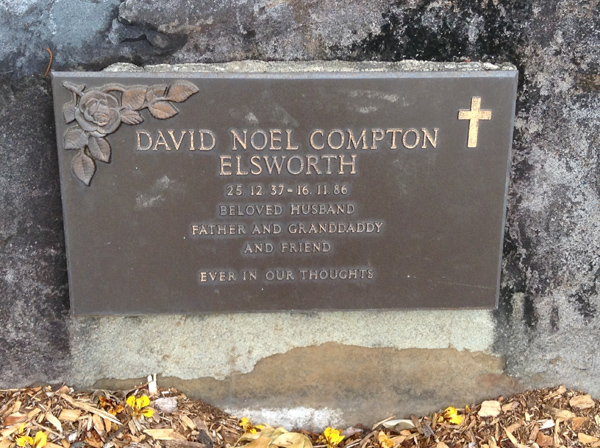 DAVID NOEL COMPTON
ELSWORTH
25.12.37-16.11.86
BELOVED HUSBAND
FATHER AND GRANDDADDY
AND FRIEND
EVER IN OUR THOUGHTS